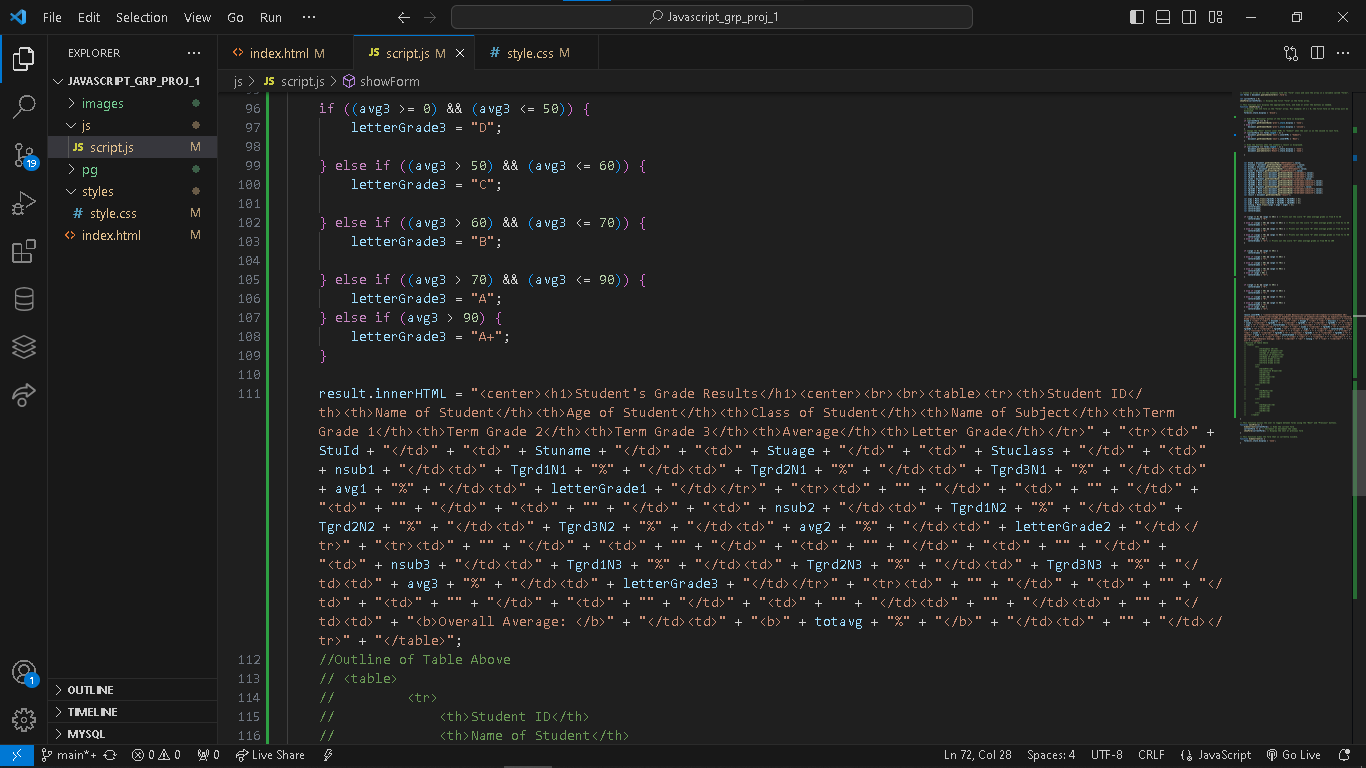 File Edit Selection View Go Run ··· Javascript_grp_proj_1
EXPLORER ···
JAVASCRIPT_GRP_PROJ_1
images
js
JS script.js M
pg
styles
# style.css M
<> index.html M
OUTLINE
TIMELINE
MYSQL
19
1
<> index.html M JS script.js M # style.css M
js > JS script.js > showForm
96 if ((avg3 >= 0) && (avg3 <= 50)) {
97 letterGrade3 = "D";
98
99 } else if ((avg3 > 50) && (avg3 <= 60)) {
100 letterGrade3 = "C";
101
102 } else if ((avg3 > 60) && (avg3 <= 70)) {
103 letterGrade3 = "B";
104
105 } else if ((avg3 > 70) && (avg3 <= 90)) {
106 letterGrade3 = "A";
107 } else if (avg3 > 90) {
108 letterGrade3 = "A+";
109 }
110
111 result.innerHTML = "<center><h1>Student's Grade Results</h1><center><br><br><table><tr><th>Student ID</
th><th>Name of Student</th><th>Age of Student</th><th>Class of Student</th><th>Name of Subject</th><th>Term
Grade 1</th><th>Term Grade 2</th><th>Term Grade 3</th><th>Average</th><th>Letter Grade</th></tr>" + "<tr><td>" +
StuId + "</td>" + "<td>" + Stuname + "</td>" + "<td>" + Stuage + "</td>" + "<td>" + Stuclass + "</td>" + "<td>"
+ nsub1 + "</td><td>" + Tgrd1N1 + "%" + "</td><td>" + Tgrd2N1 + "%" + "</td><td>" + Tgrd3N1 + "%" + "</td><td>"
+ avg1 + "%" + "</td><td>" + letterGrade1 + "</td></tr>" + "<tr><td>" + "" + "</td>" + "<td>" + "" + "</td>" +
"<td>" + "" + "</td>" + "<td>" + "" + "</td>" + "<td>" + nsub2 + "</td><td>" + Tgrd1N2 + "%" + "</td><td>" +
Tgrd2N2 + "%" + "</td><td>" + Tgrd3N2 + "%" + "</td><td>" + avg2 + "%" + "</td><td>" + letterGrade2 + "</td></
tr>" + "<tr><td>" + "" + "</td>" + "<td>" + "" + "</td>" + "<td>" + "" + "</td>" + "<td>" + "" + "</td>" +
"<td>" + nsub3 + "</td><td>" + Tgrd1N3 + "%" + "</td><td>" + Tgrd2N3 + "%" + "</td><td>" + Tgrd3N3 + "%" + "</
td><td>" + avg3 + "%" + "</td><td>" + letterGrade3 + "</td></tr>" + "<tr><td>" + "" + "</td>" + "<td>" + "" + "</
td>" + "<td>" + "" + "</td>" + "<td>" + "" + "</td>" + "<td>" + "" + "</td><td>" + "" + "</td><td>" + "" + "</
td><td>" + "<b>Overall Average: </b>" + "</td><td>" + "<b>" + totavg + "%" + "</b>" + "</td><td>" + "" + "</td></
tr>" + "</table>";
112 //Outline of Table Above
113 // <table>
114 // <tr>
115 // <th>Student ID</th>
116 // <th>Name of Student</th>
main*+ 0 0 0 Live Share Ln 72, Col 28 Spaces: 4 UTF-8 CRLF {} JavaScript Go Live